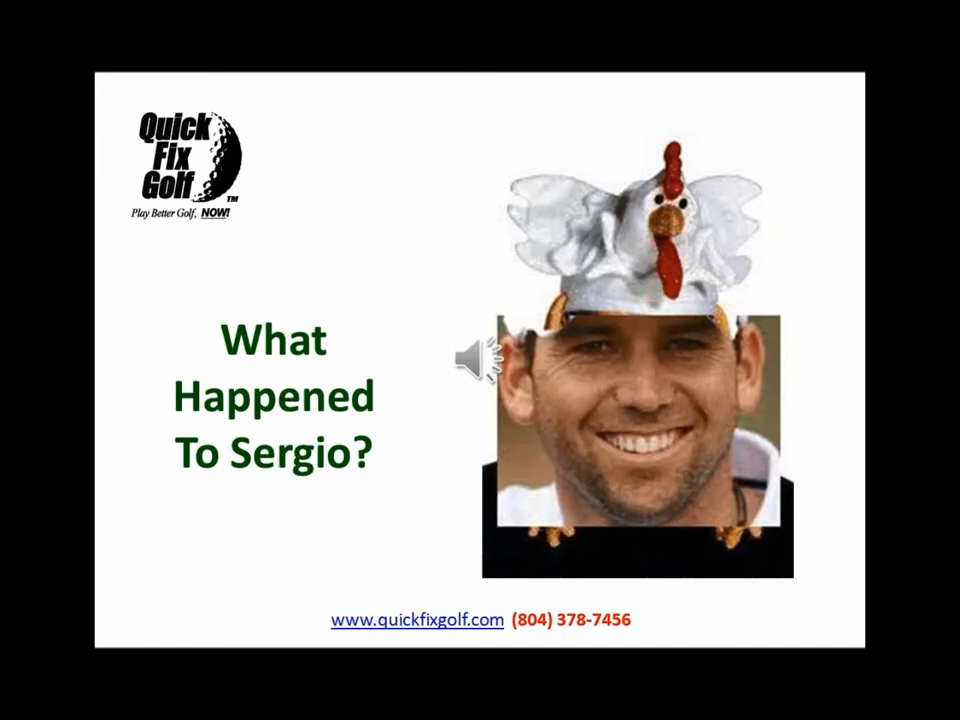 Quick
Fix
Golf
TM
Play Better Golf, NOW!
What
Happened
To Sergio?
www.quickfixgolf.com (804) 378-7456